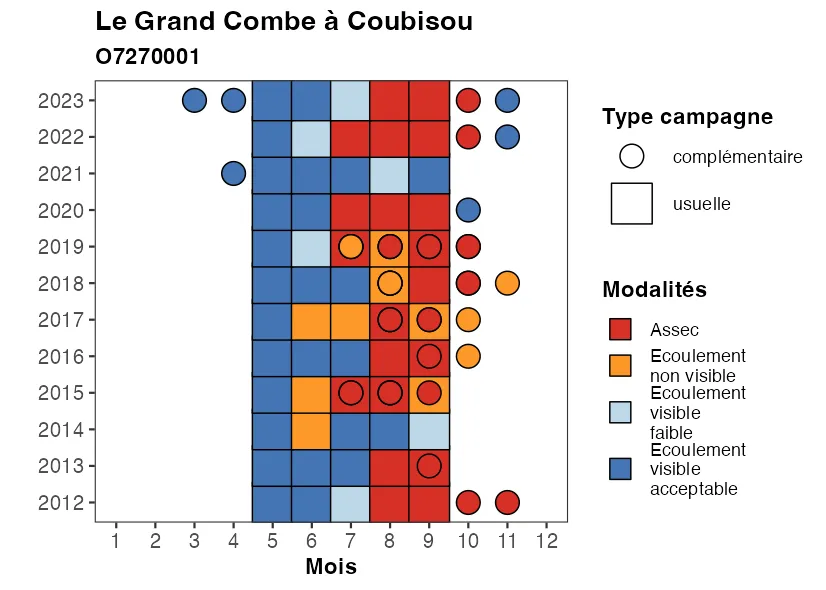 Le Grand Combe à Coubisou
O7270001
2023
2022
2021
2020
2019
2018
2017
2016
2015
2014
2013
2012
1 2 3 4 5 6 7 8 9 10 11 12
Mois
Type campagne
complémentaire
usuelle
Modalités
Assec
Ecoulement
non visible
Ecoulement
visible
faible
Ecoulement
visible
acceptable